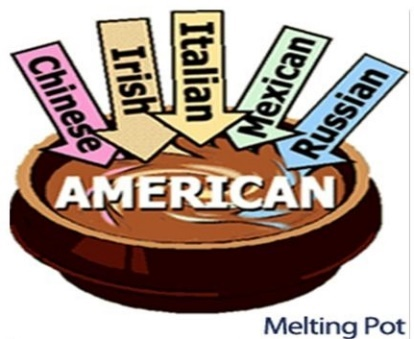 Chinese
Irish
Italian
Mexican
Russian
AMERICAN
Melting Pot